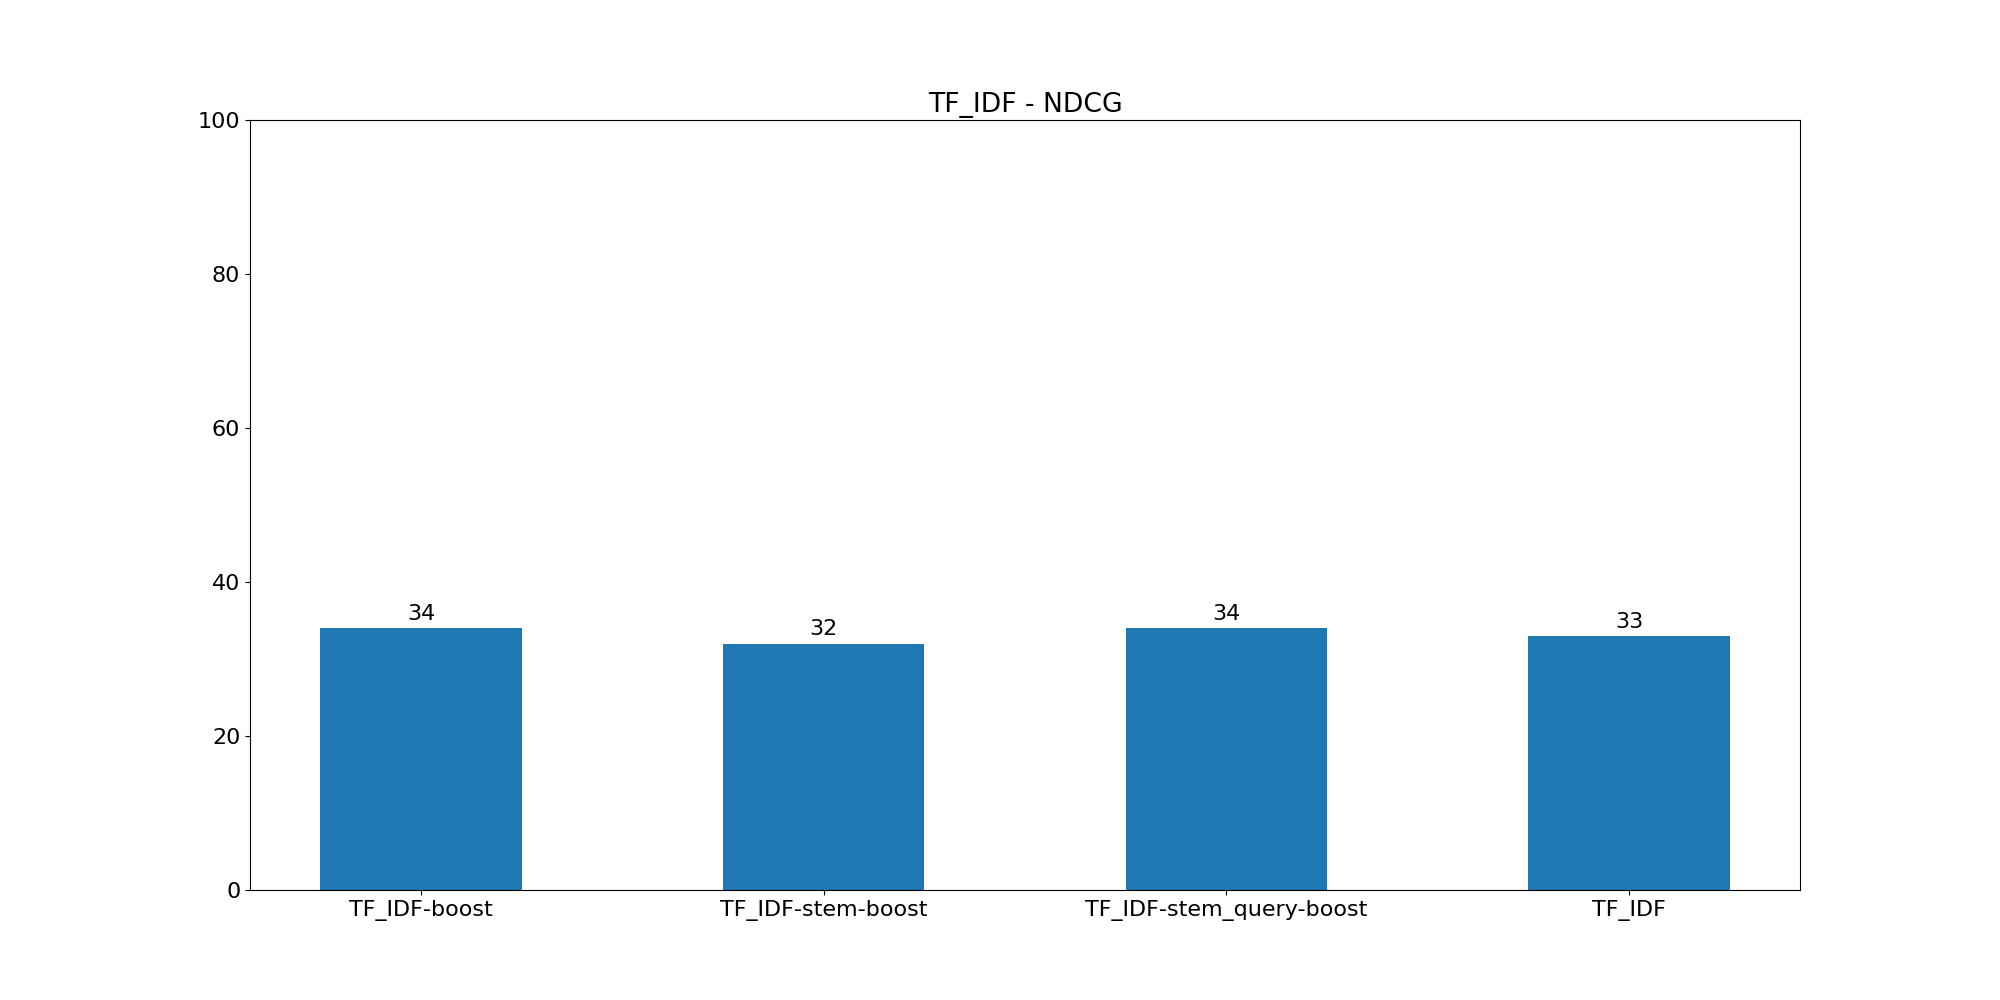 TF_IDF - NDCG
100
80
60
40
20
0
34
32
34
33
TF_IDF-boost
TF_IDF-stem-boost
TF_IDF-stem_query-boost
TF_IDF